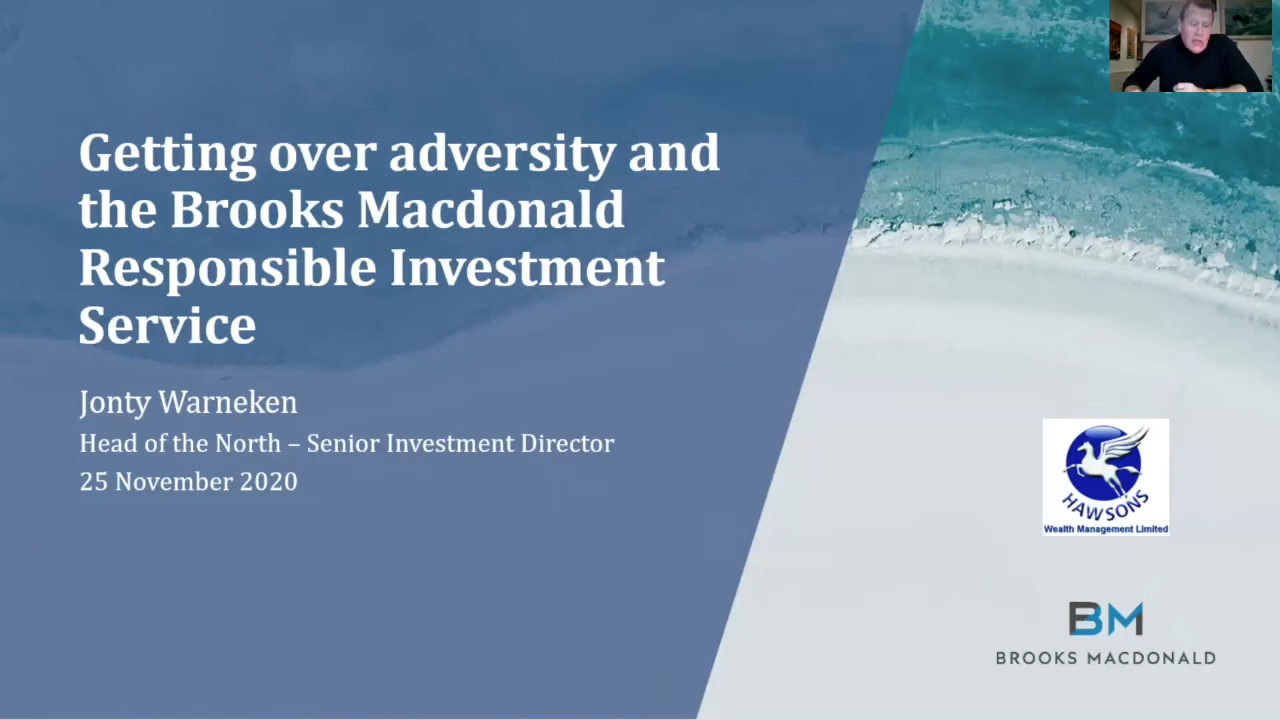 Getting over adversity and
the Brooks Macdonald
Responsible Investment
Service
Jonty Warneken
Head of the North – Senior Investment Director
25 November 2020
HAWSONS
Wealth Management Limited
BM
BROOKS MACDONALD